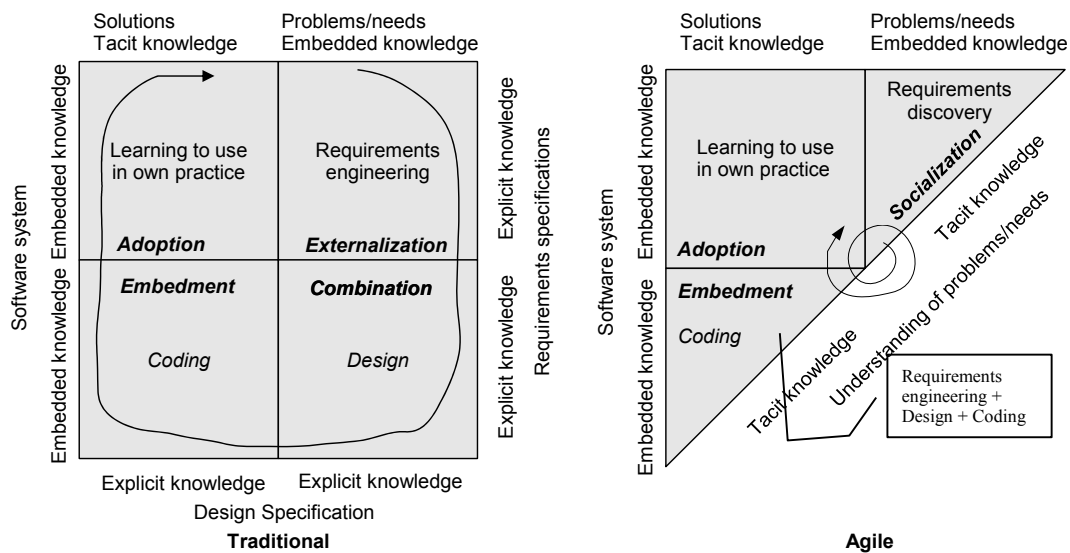 Solutions
Tacit knowledge
Problems/needs
Embedded knowledge
Software system
Embedded knowledge
Embedded knowledge
Learning to use
in own practice
Requirements
engineering
Adoption
Externalization
Embedment
Combination
Coding
Design
Explicit knowledge
Explicit knowledge
Requirements specifications
Explicit knowledge
Explicit knowledge
Design Specification
Traditional
Solutions
Tacit knowledge
Problems/needs
Embedded knowledge
Software system
Embedded knowledge
Embedded knowledge
Learning to use
in own practice
Requirements
discovery
Socialization
Adoption
Embedment
Coding
Tacit knowledge
Tacit knowledge
Understanding of problems/needs
Requirements
engineering +
Design + Coding
Agile